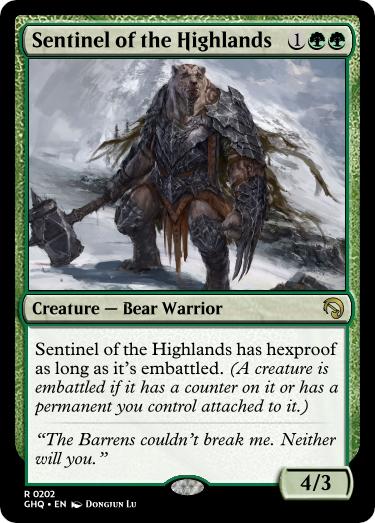 Sentinel of the Highlands 1
Creature — Bear Warrior
Sentinel of the Highlands has hexproof
as long as it's embattled. (A creature is
embattled if it has a counter on it or has a
permanent you control attached to it.)
"The Barrens couldn't break me. Neither
will you."
4/3
R 0202
GHQ • EN Dongjun Lu